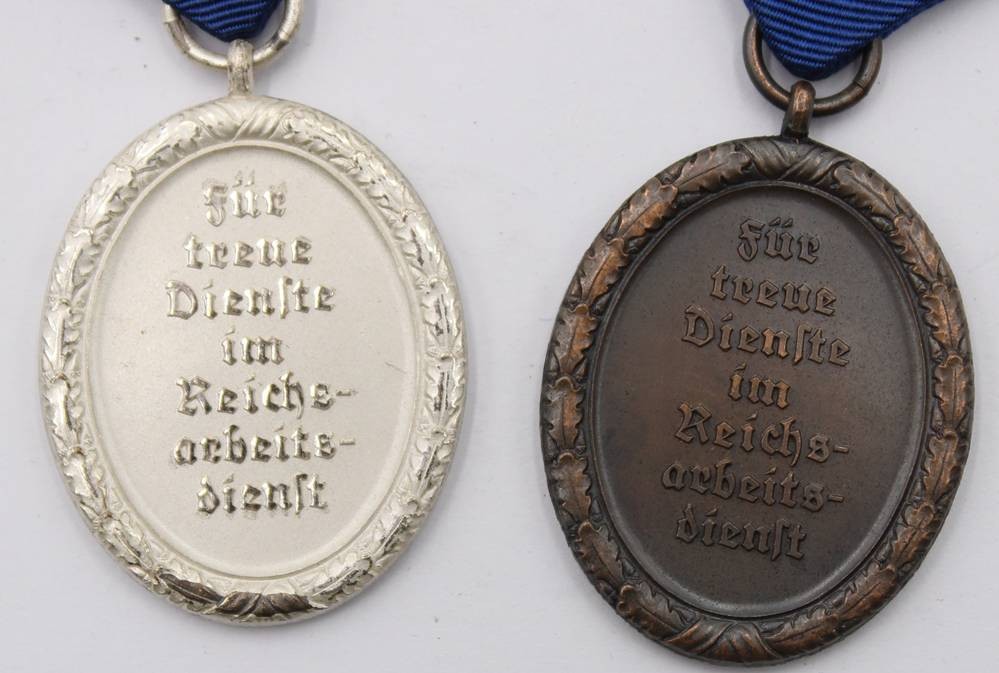 Für
treue
Dienſte
im
Reichs-
arbeits-
dienſt
Für
treue
Dienſte
im
Reichs-
arbeits-
dienſt